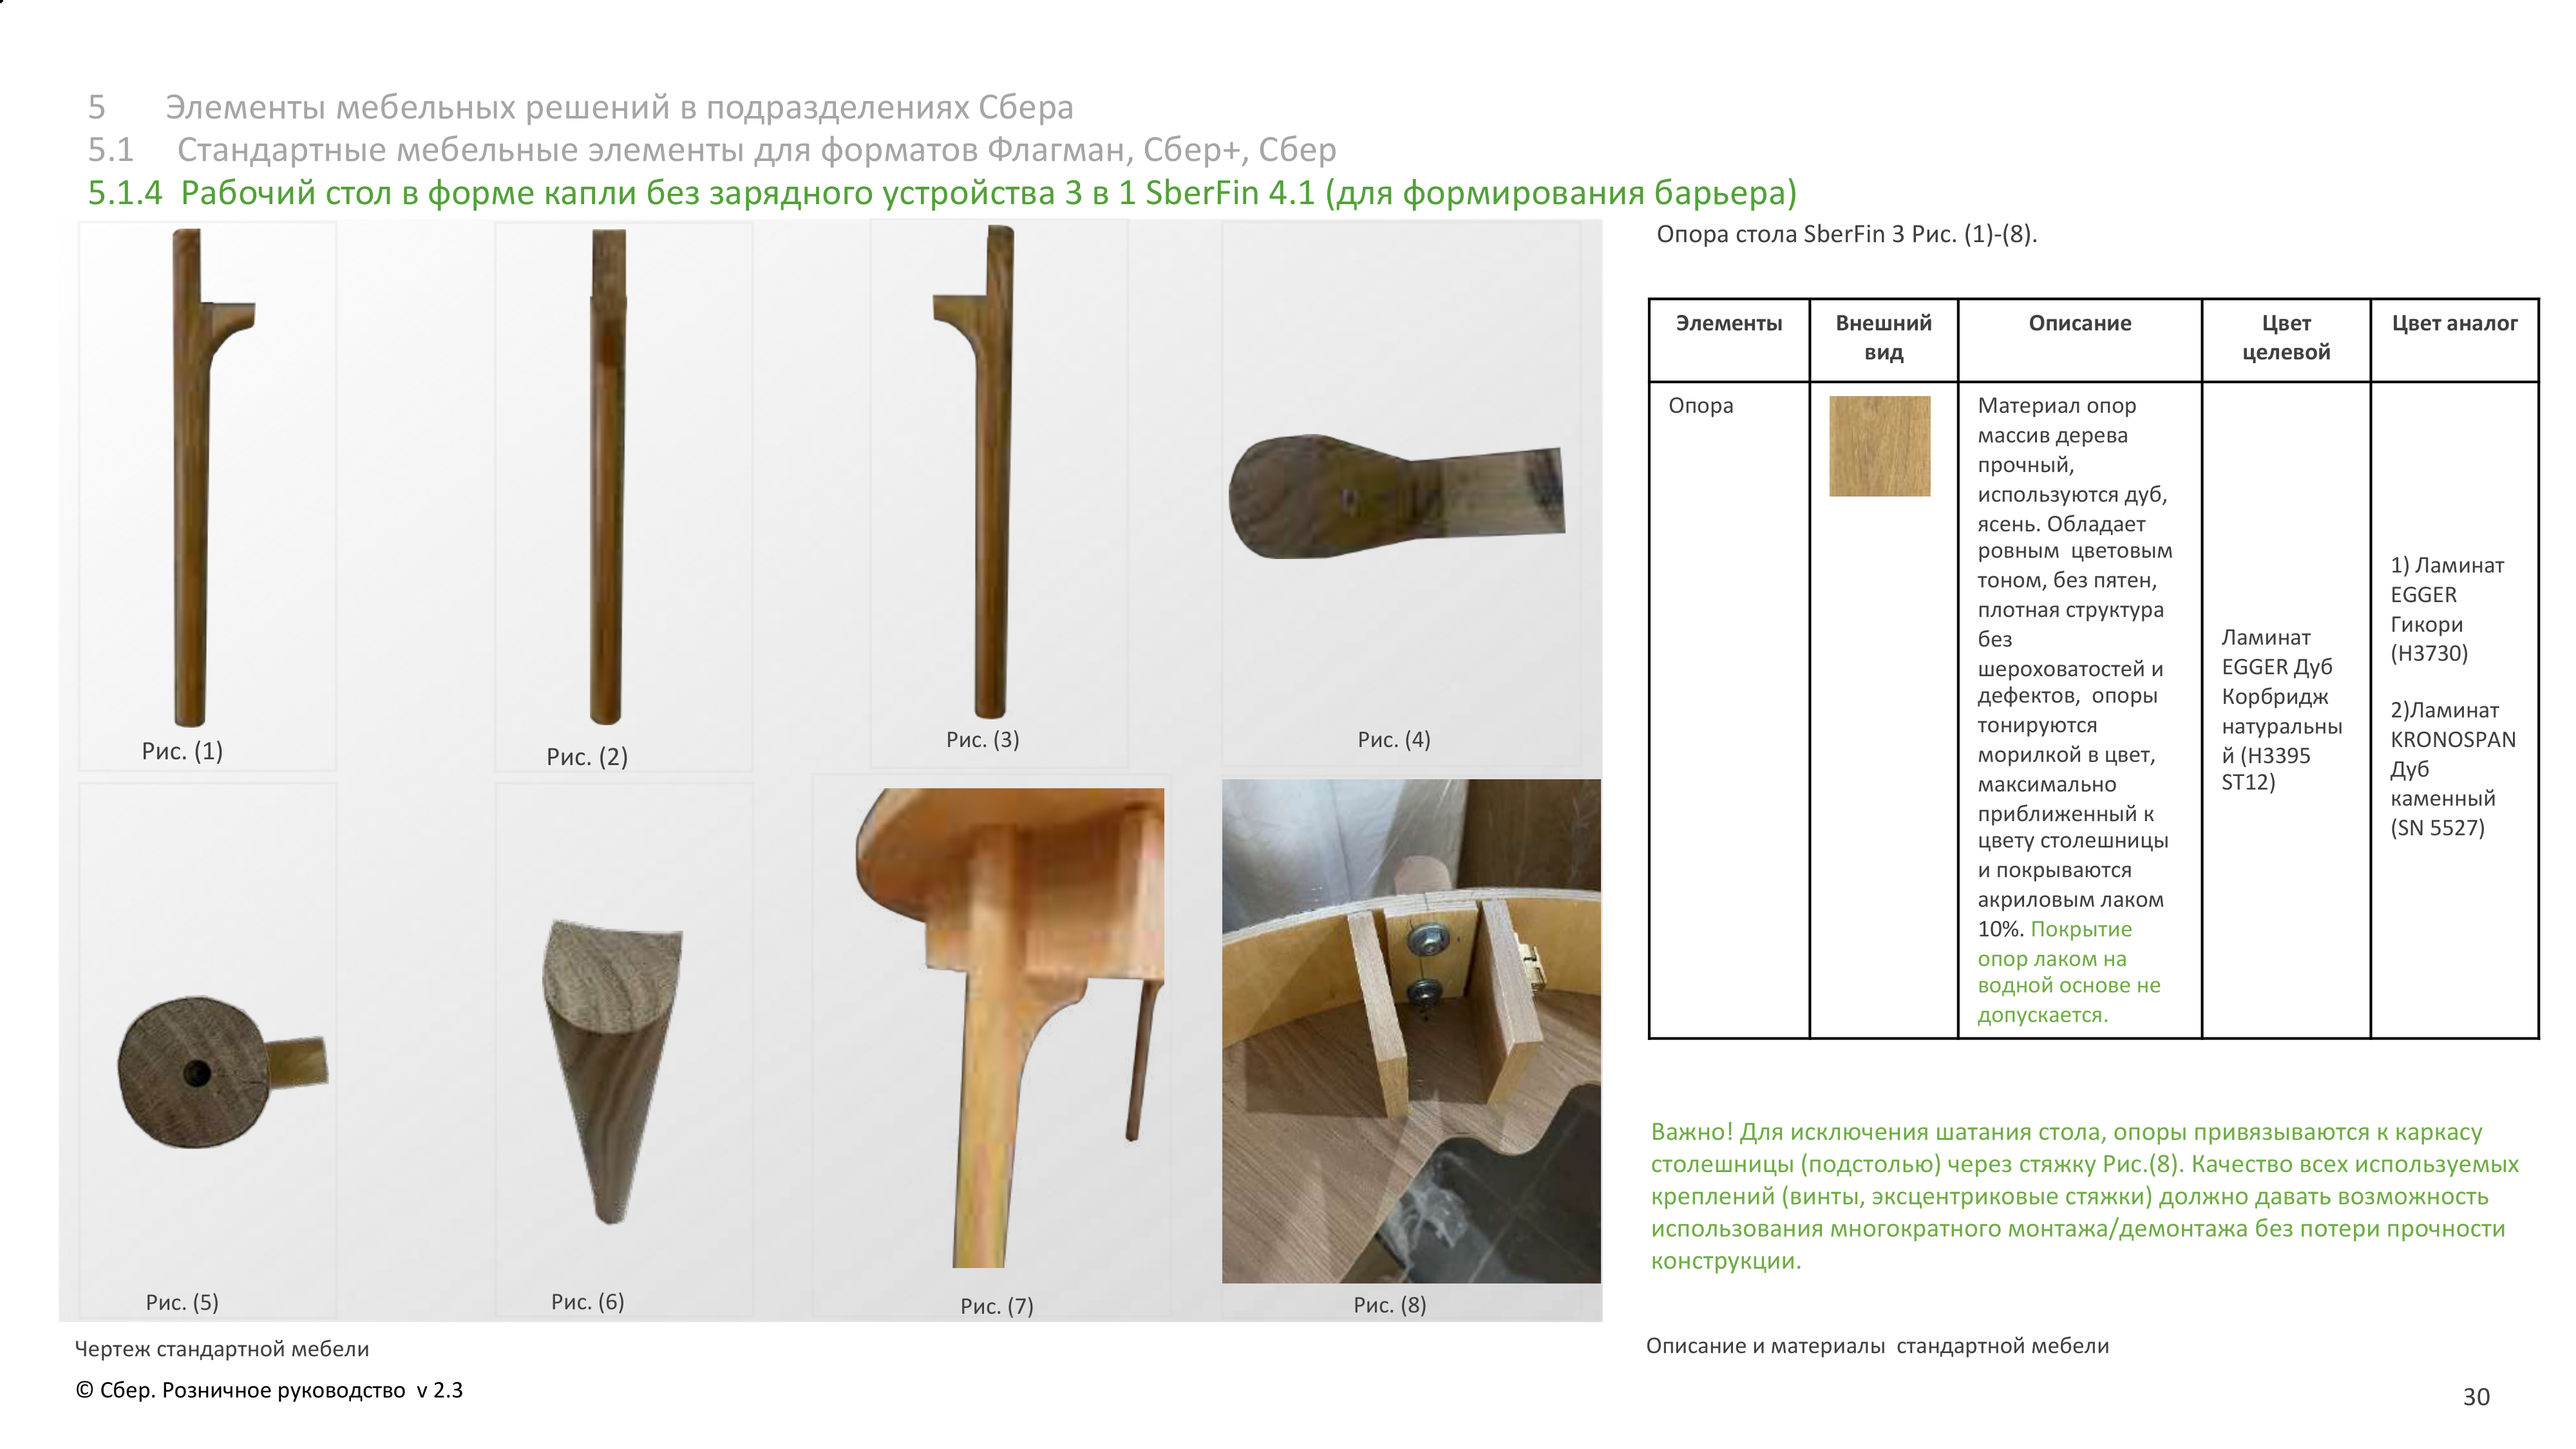 5 Элементы мебельных решений в подразделениях Сбера
5.1 Стандартные мебельные элементы для форматов Флагман, Сбер+, Сбер
5.1.4 Рабочий стол в форме капли без зарядного устройства 3 в 1 SberFin 4.1 (для формирования барьера)
Рис. (1)
Рис. (2)
Рис. (3)
Рис. (4)
Рис. (5)
Рис. (6)
Рис. (7)
Рис. (8)
Чертеж стандартной мебели
Опора стола SberFin 3 Рис. (1)-(8).
Элементы
Внешний
вид
Описание
Цвет
целевой
Цвет аналог
Опора
Материал опор
массив дерева
прочный,
используются дуб,
ясень. Обладает
ровным цветовым
тоном, без пятен,
плотная структура
без
шероховатостей и
дефектов, опоры
тонируются
морилкой в цвет,
максимально
приближенный к
цвету столешницы
и покрываются
акриловым лаком
10%. Покрытие
опор лаком на
водной основе не
допускается.
Ламинат
EGGER Дуб
Корбридж
натуральны
й (H3395
ST12)
1) Ламинат
EGGER
Гикори
(H3730)
2)Ламинат
KRONOSPAN
Дуб
каменный
(SN 5527)
Важно! Для исключения шатания стола, опоры привязываются к каркасу
столешницы (подстолью) через стяжку Рис.(8). Качество всех используемых
креплений (винты, эксцентриковые стяжки) должно давать возможность
использования многократного монтажа/демонтажа без потери прочности
конструкции.
Описание и материалы стандартной мебели
© Сбер. Розничное руководство v 2.3
30